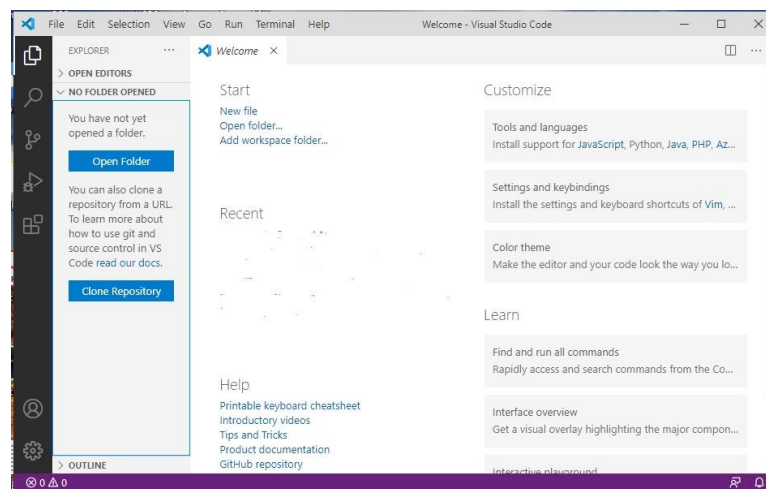 File Edit Selection View Go Run Terminal Help
Welcome - Visual Studio Code
EXPLORER
Welcome
OPEN EDITORS
NO FOLDER OPENED
You have not yet
opened a folder.
Open Folder
You can also clone a
repository from a URL.
To learn more about
how to use git and
source control in VS
Code read our docs.
Clone Repository
OUTLINE
Start
New file
Open folder...
Add workspace folder...
Recent
Help
Printable keyboard cheatsheet
Introductory videos
Tips and Tricks
Product documentation
GitHub repository
Customize
Tools and languages
Install support for JavaScript, Python, Java, PHP, Az...
Settings and keybindings
Install the settings and keyboard shortcuts of Vim, ...
Color theme
Make the editor and your code look the way you lo...
Learn
Find and run all commands
Rapidly access and search commands from the Co...
Interface overview
Get a visual overlay highlighting the major compon...
Interactive playground
0 0